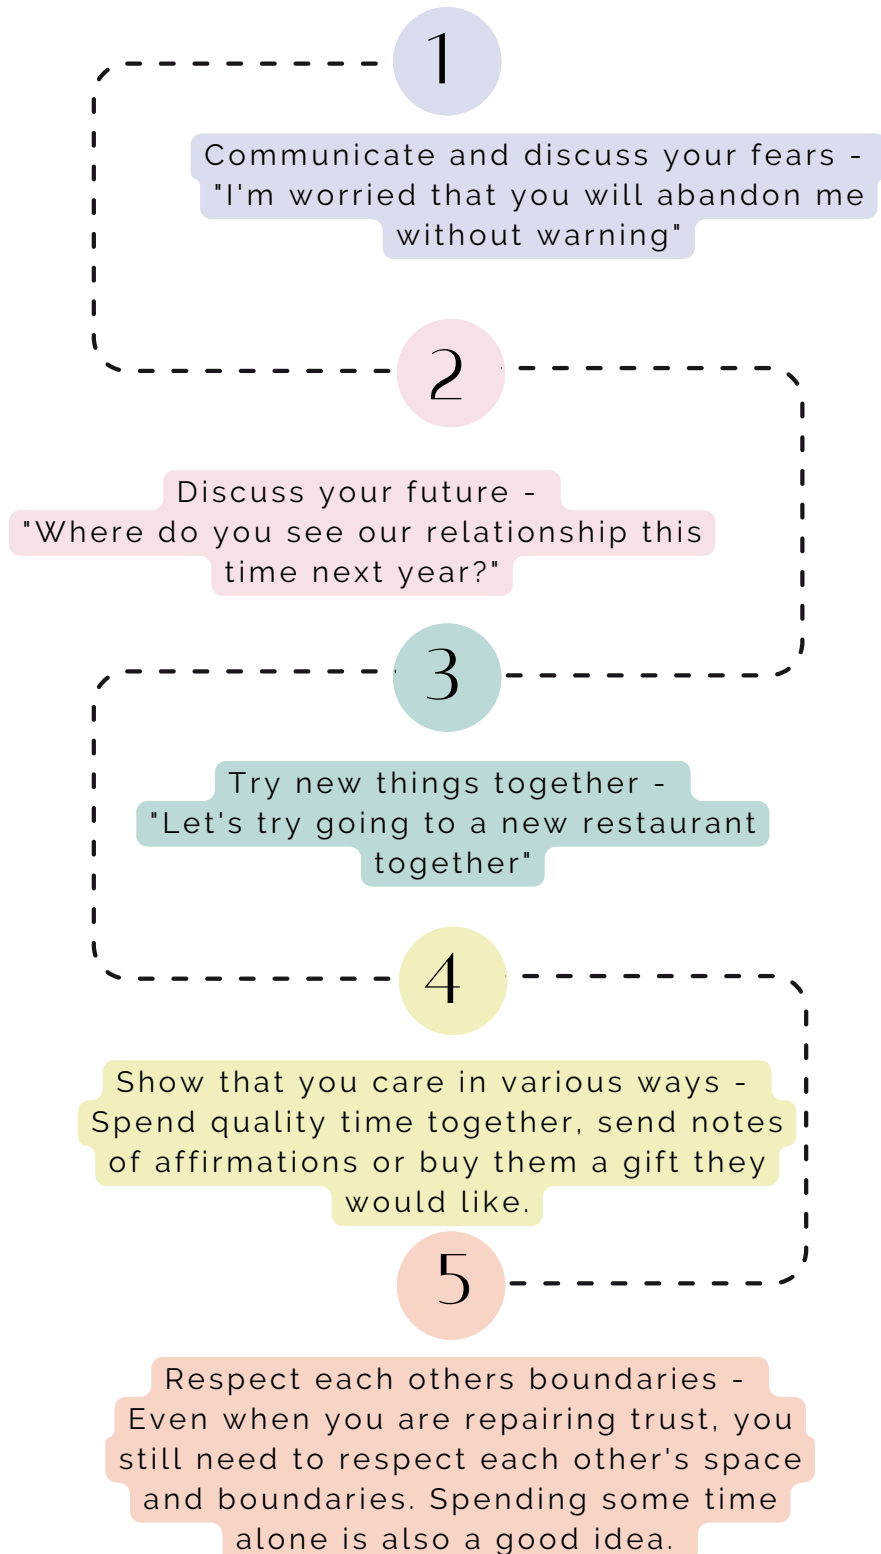 1
Communicate and discuss your fears -
"I'm worried that you will abandon me
without warning"
2
Discuss your future -
"Where do you see our relationship this
time next year?"
3
Try new things together -
"Let's try going to a new restaurant
together"
4
Show that you care in various ways -
Spend quality time together, send notes
of affirmations or buy them a gift they
would like.
5
Respect each others boundaries -
Even when you are repairing trust, you
still need to respect each other's space
and boundaries. Spending some time
alone is also a good idea.